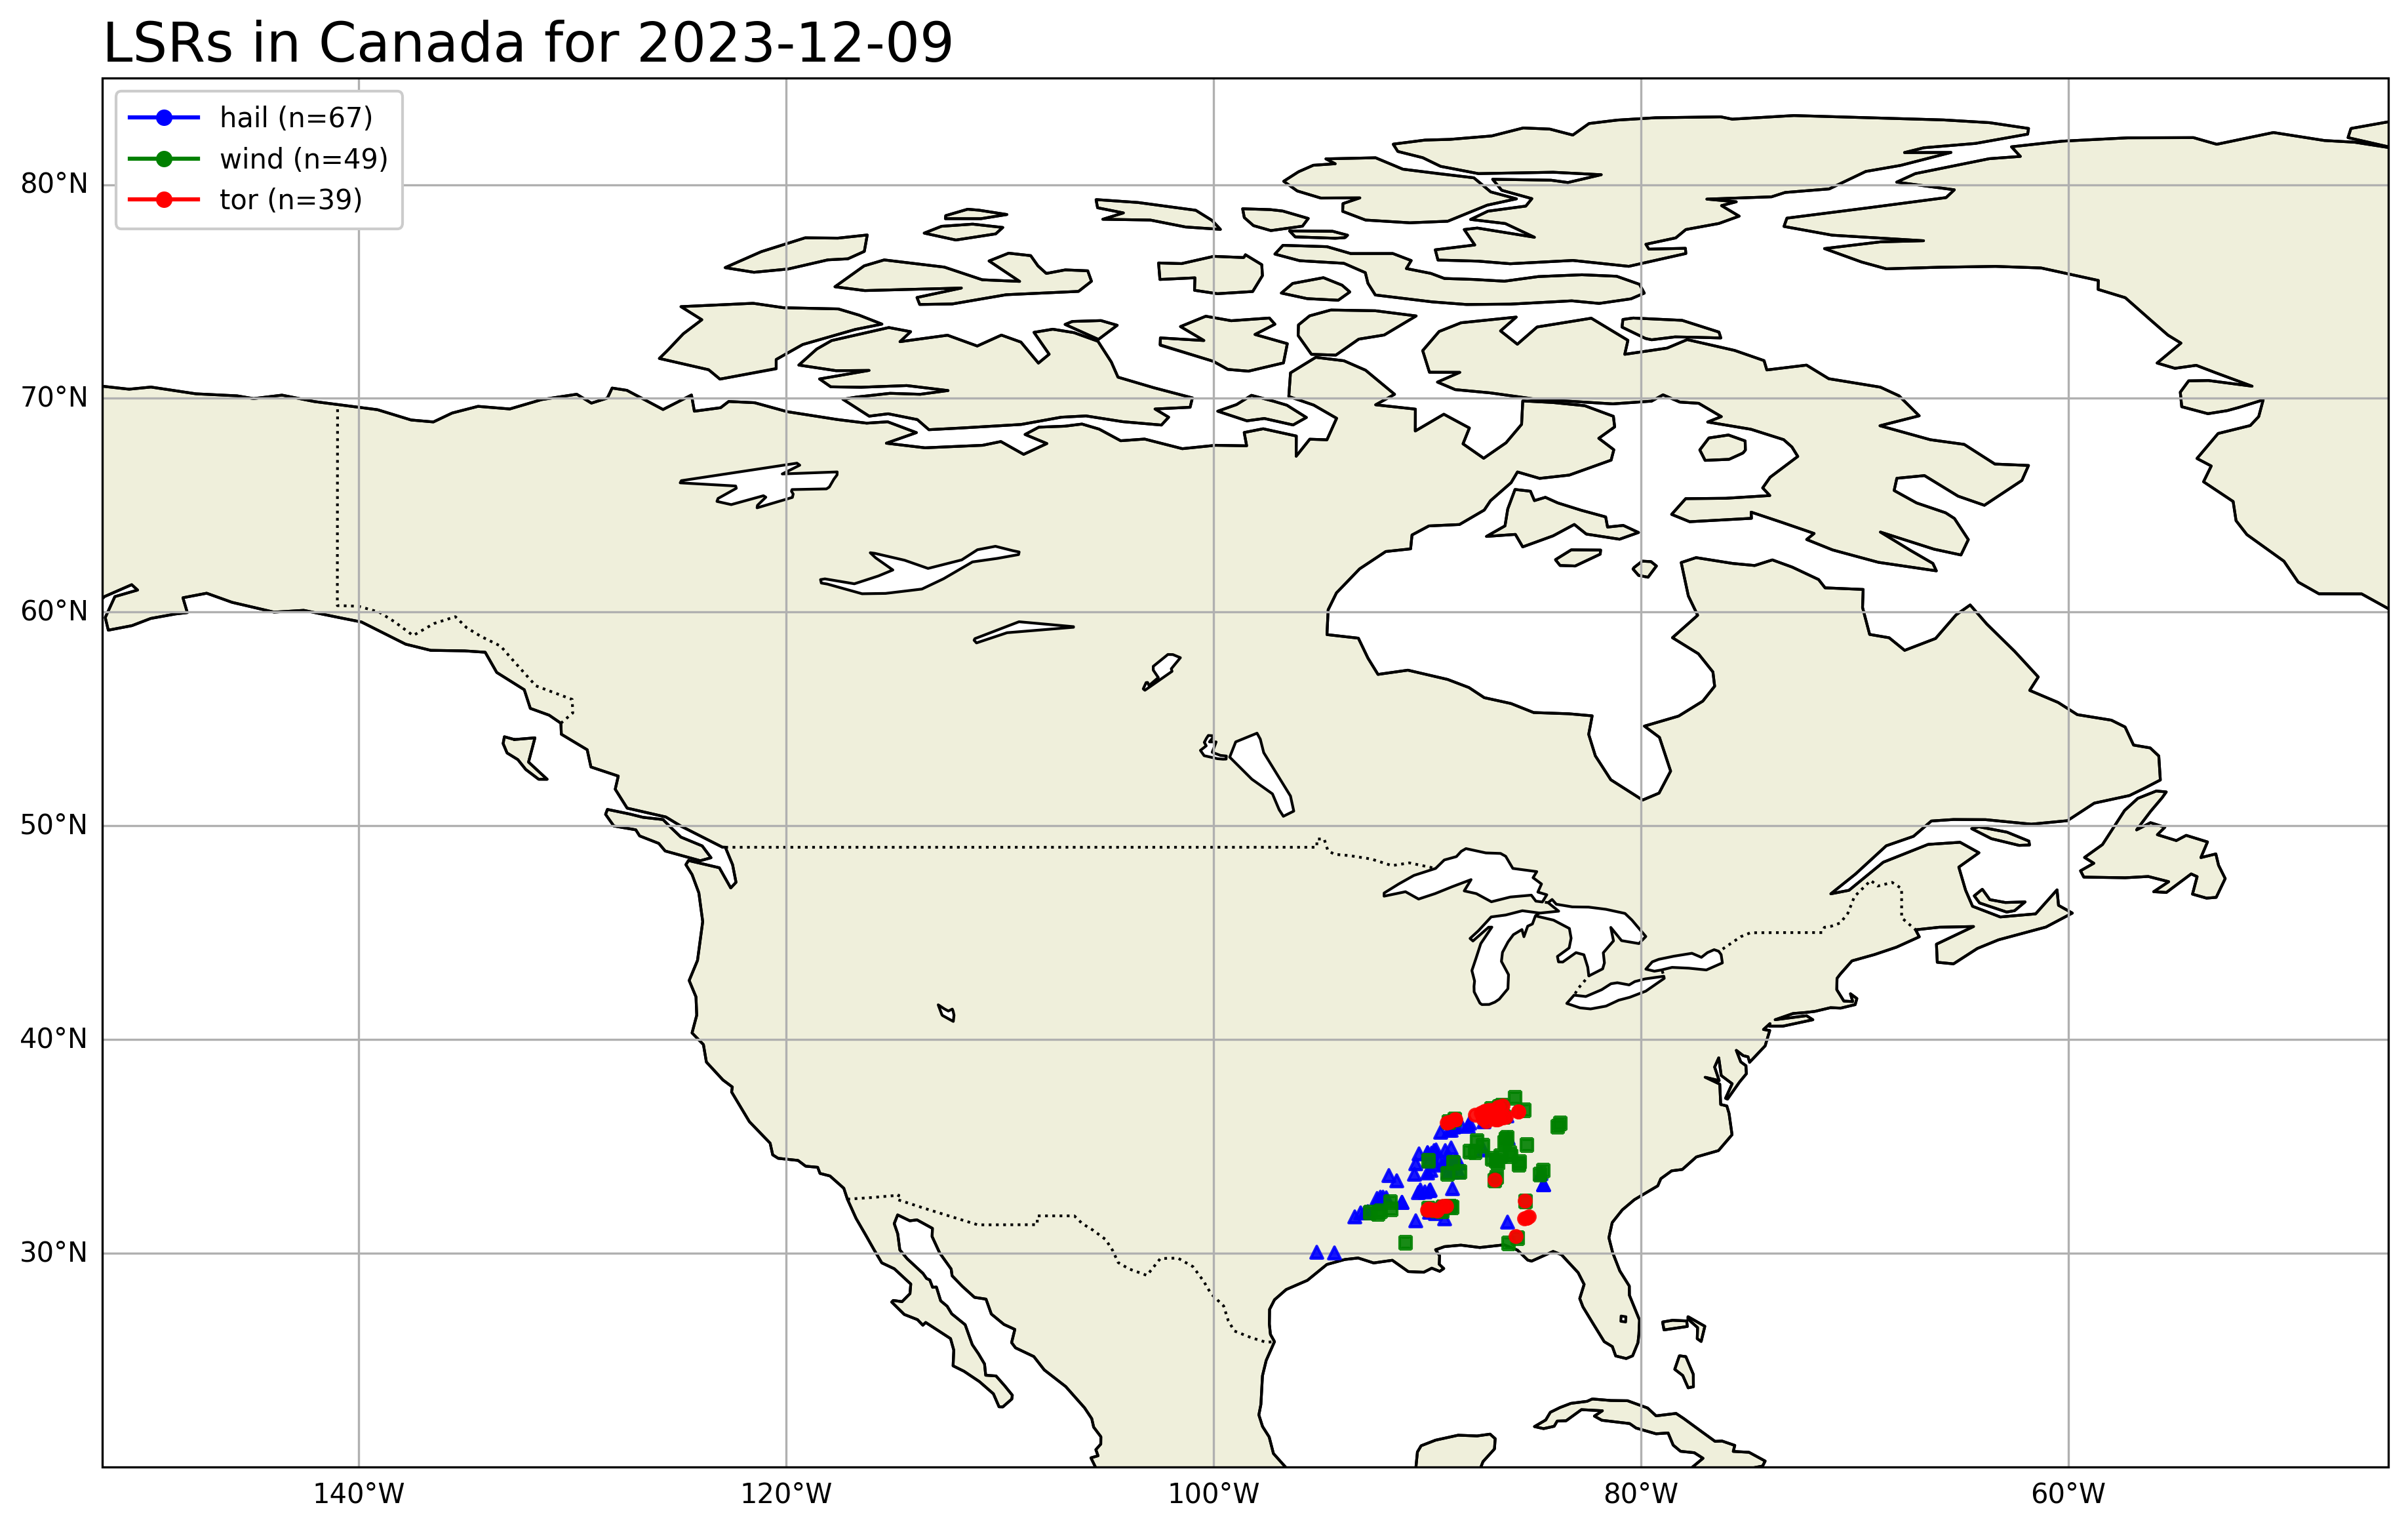 LSRs in Canada for 2023-12-09
hail (n=67)
wind (n=49)
tor (n=39)
80°N
70°N
60°N
50°N
40°N
30°N
140°W
120°W
100°W
80°W
60°W